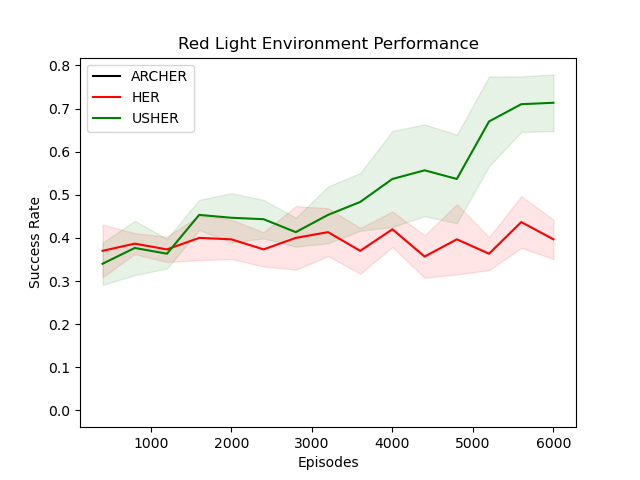 Red Light Environment Performance
ARCHER
HER
USHER
Success Rate
0.8
0.7
0.6
0.5
0.4
0.3
0.2
0.1
0.0
1000 2000 3000 4000 5000 6000
Episodes